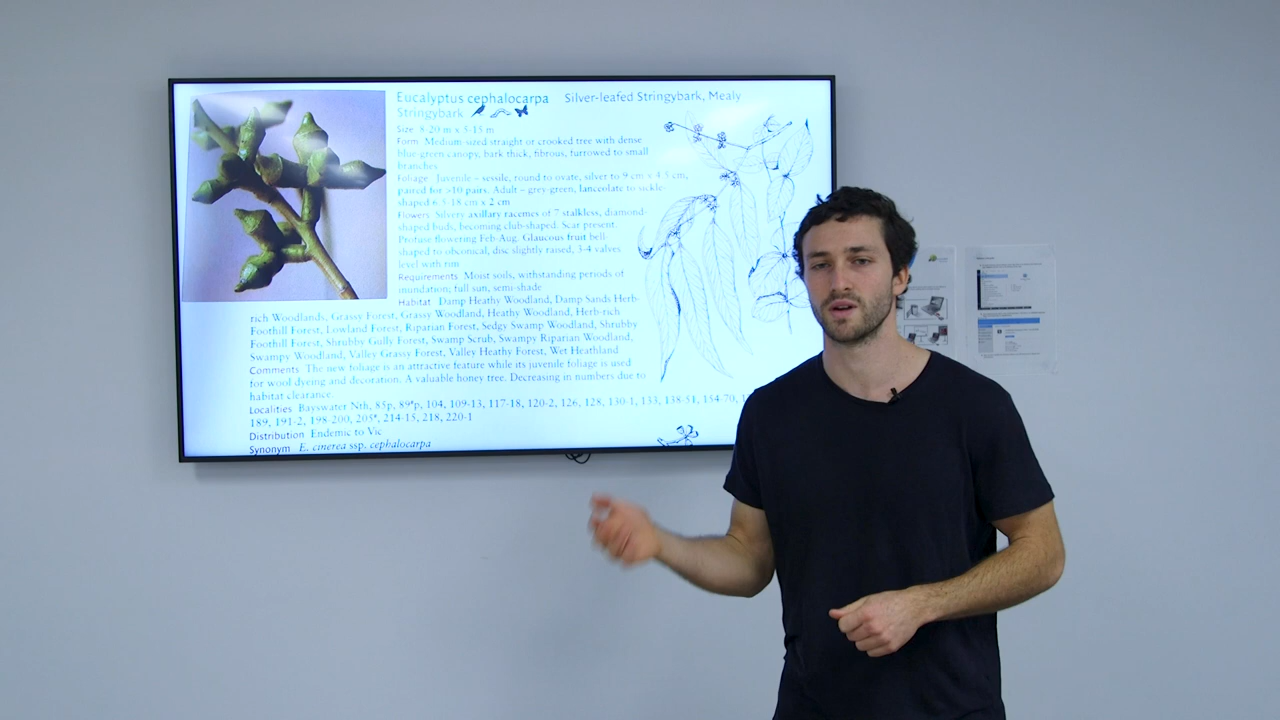 Eucalyptus cephalocarpa Silver-leafed Stringybark, Mealy
Stringybark
Size 8-20 m x 5-15 m
Form Medium sized straight or crooked tree with dense
blue-green canopy, bark thick, fibrous, furrowed to small
branches
Foliage Juvenile – sessile, round to ovate, silver to 9 cm x 4.5 cm,
paired for >10 pairs. Adult – grey-green, lanceolate to sickle-
shaped 6.5-18 cm x 2 cm
Flowers Silvery axillary racemes of 7 stalkless, diamond-
shaped buds, becoming club-shaped. Scar present.
Profuse flowering Feb-Aug. Glaucous fruit bell-
shaped to obconical, disc slightly raised, 3-4 valves
level with rim
Requirements Moist soils, withstanding periods of
inundation; full sun, semi-shade
Habitat Damp Heathy Woodland, Damp Sands Herb-
rich Woodlands, Grassy Forest, Grassy Woodland, Heathy Woodland, Herb-rich
Foothill Forest, Lowland Forest, Riparian Forest, Sedgy Swamp Woodland, Shrubby
Foothill Forest, Shrubby Gully Forest, Swamp Scrub, Swampy Riparian Woodland,
Swampy Woodland, Valley Grassy Forest, Valley Heathy Forest, Wet Heathland
Comments The new foliage is an attractive feature while its juvenile foliage is used
for wool dyeing and decoration. A valuable honey tree. Decreasing in numbers due to
habitat clearance.
Localities Bayswater Nth, 85p, 89*p, 104, 109-13, 117-18, 120-2, 126, 128, 130-1, 133, 138-51, 154-70,
189, 191-2, 198-200, 205*, 214-15, 218, 220-1
Distribution Endemic to Vic
Synonym E. cinerea ssp. cephalocarpa